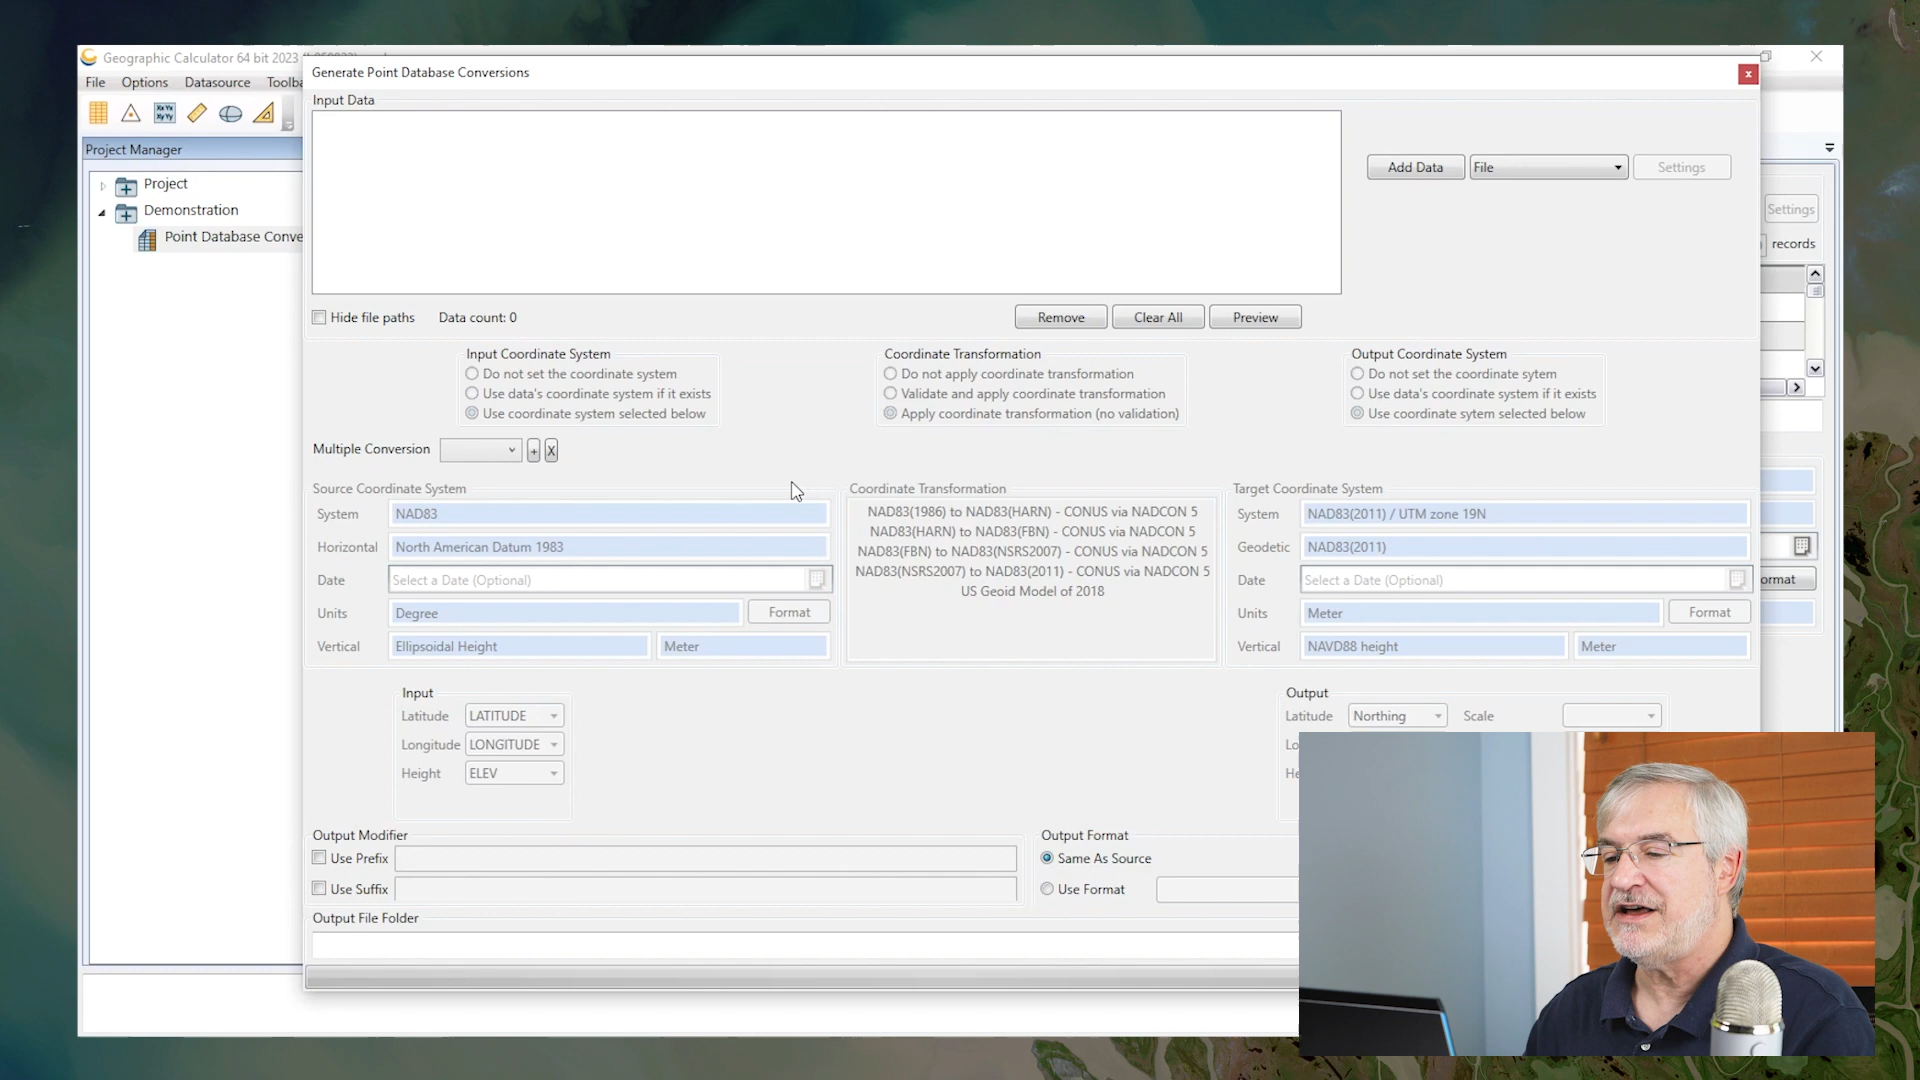 Geographic Calculator 64 bit 2023
File Options Datasource
Project Manager
Project
Demonstration
Point Database Conve
Generate Point Database Conversions
Input Data
Add Data File Settings
Hide file paths Data count: 0 Remove Clear All Preview
Input Coordinate System
Do not set the coordinate system
Use data's coordinate system if it exists
Use coordinate system selected below
Coordinate Transformation
Do not apply coordinate transformation
Validate and apply coordinate transformation
Apply coordinate transformation (no validation)
Output Coordinate System
Do not set the coordinate sytem
Use data's coordinate system if it exists
Use coordinate sytem selected below
Multiple Conversion + X
Source Coordinate System
System NAD83
Horizontal North American Datum 1983
Date Select a Date (Optional)
Units Degree Format
Vertical Ellipsoidal Height Meter
Coordinate Transformation
NAD83(1986) to NAD83(HARN) - CONUS via NADCON 5
NAD83(HARN) to NAD83(FBN) - CONUS via NADCON 5
NAD83(FBN) to NAD83(NSRS2007) - CONUS via NADCON 5
NAD83(NSRS2007) to NAD83(2011) - CONUS via NADCON 5
US Geoid Model of 2018
Target Coordinate System
System NAD83(2011) / UTM zone 19N
Geodetic NAD83(2011)
Date Select a Date (Optional)
Units Meter Format
Vertical NAVD88 height Meter
Input
Latitude LATITUDE
Longitude LONGITUDE
Height ELEV
Output
Latitude Northing Scale
Lo
He
Output Modifier
Use Prefix
Use Suffix
Output Format
Same As Source
Use Format
Output File Folder
Settings
records
ormat